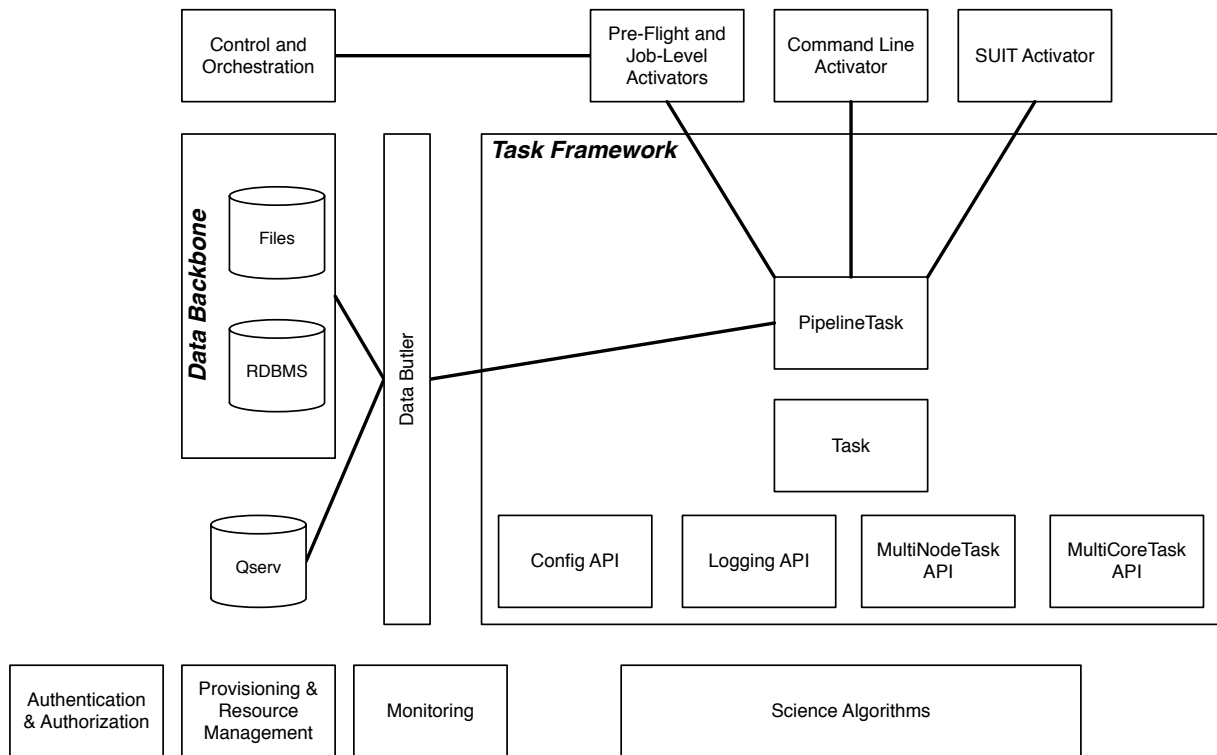 Control and
Orchestration
Pre-Flight and
Job-Level
Activators
Command Line
Activator
SUIT Activator
Data Backbone
Files
RDBMS
Qserv
Data Butler
Task Framework
PipelineTask
Task
Config API
Logging API
MultiNodeTask
API
MultiCoreTask
API
Authentication
& Authorization
Provisioning &
Resource
Management
Monitoring
Science Algorithms